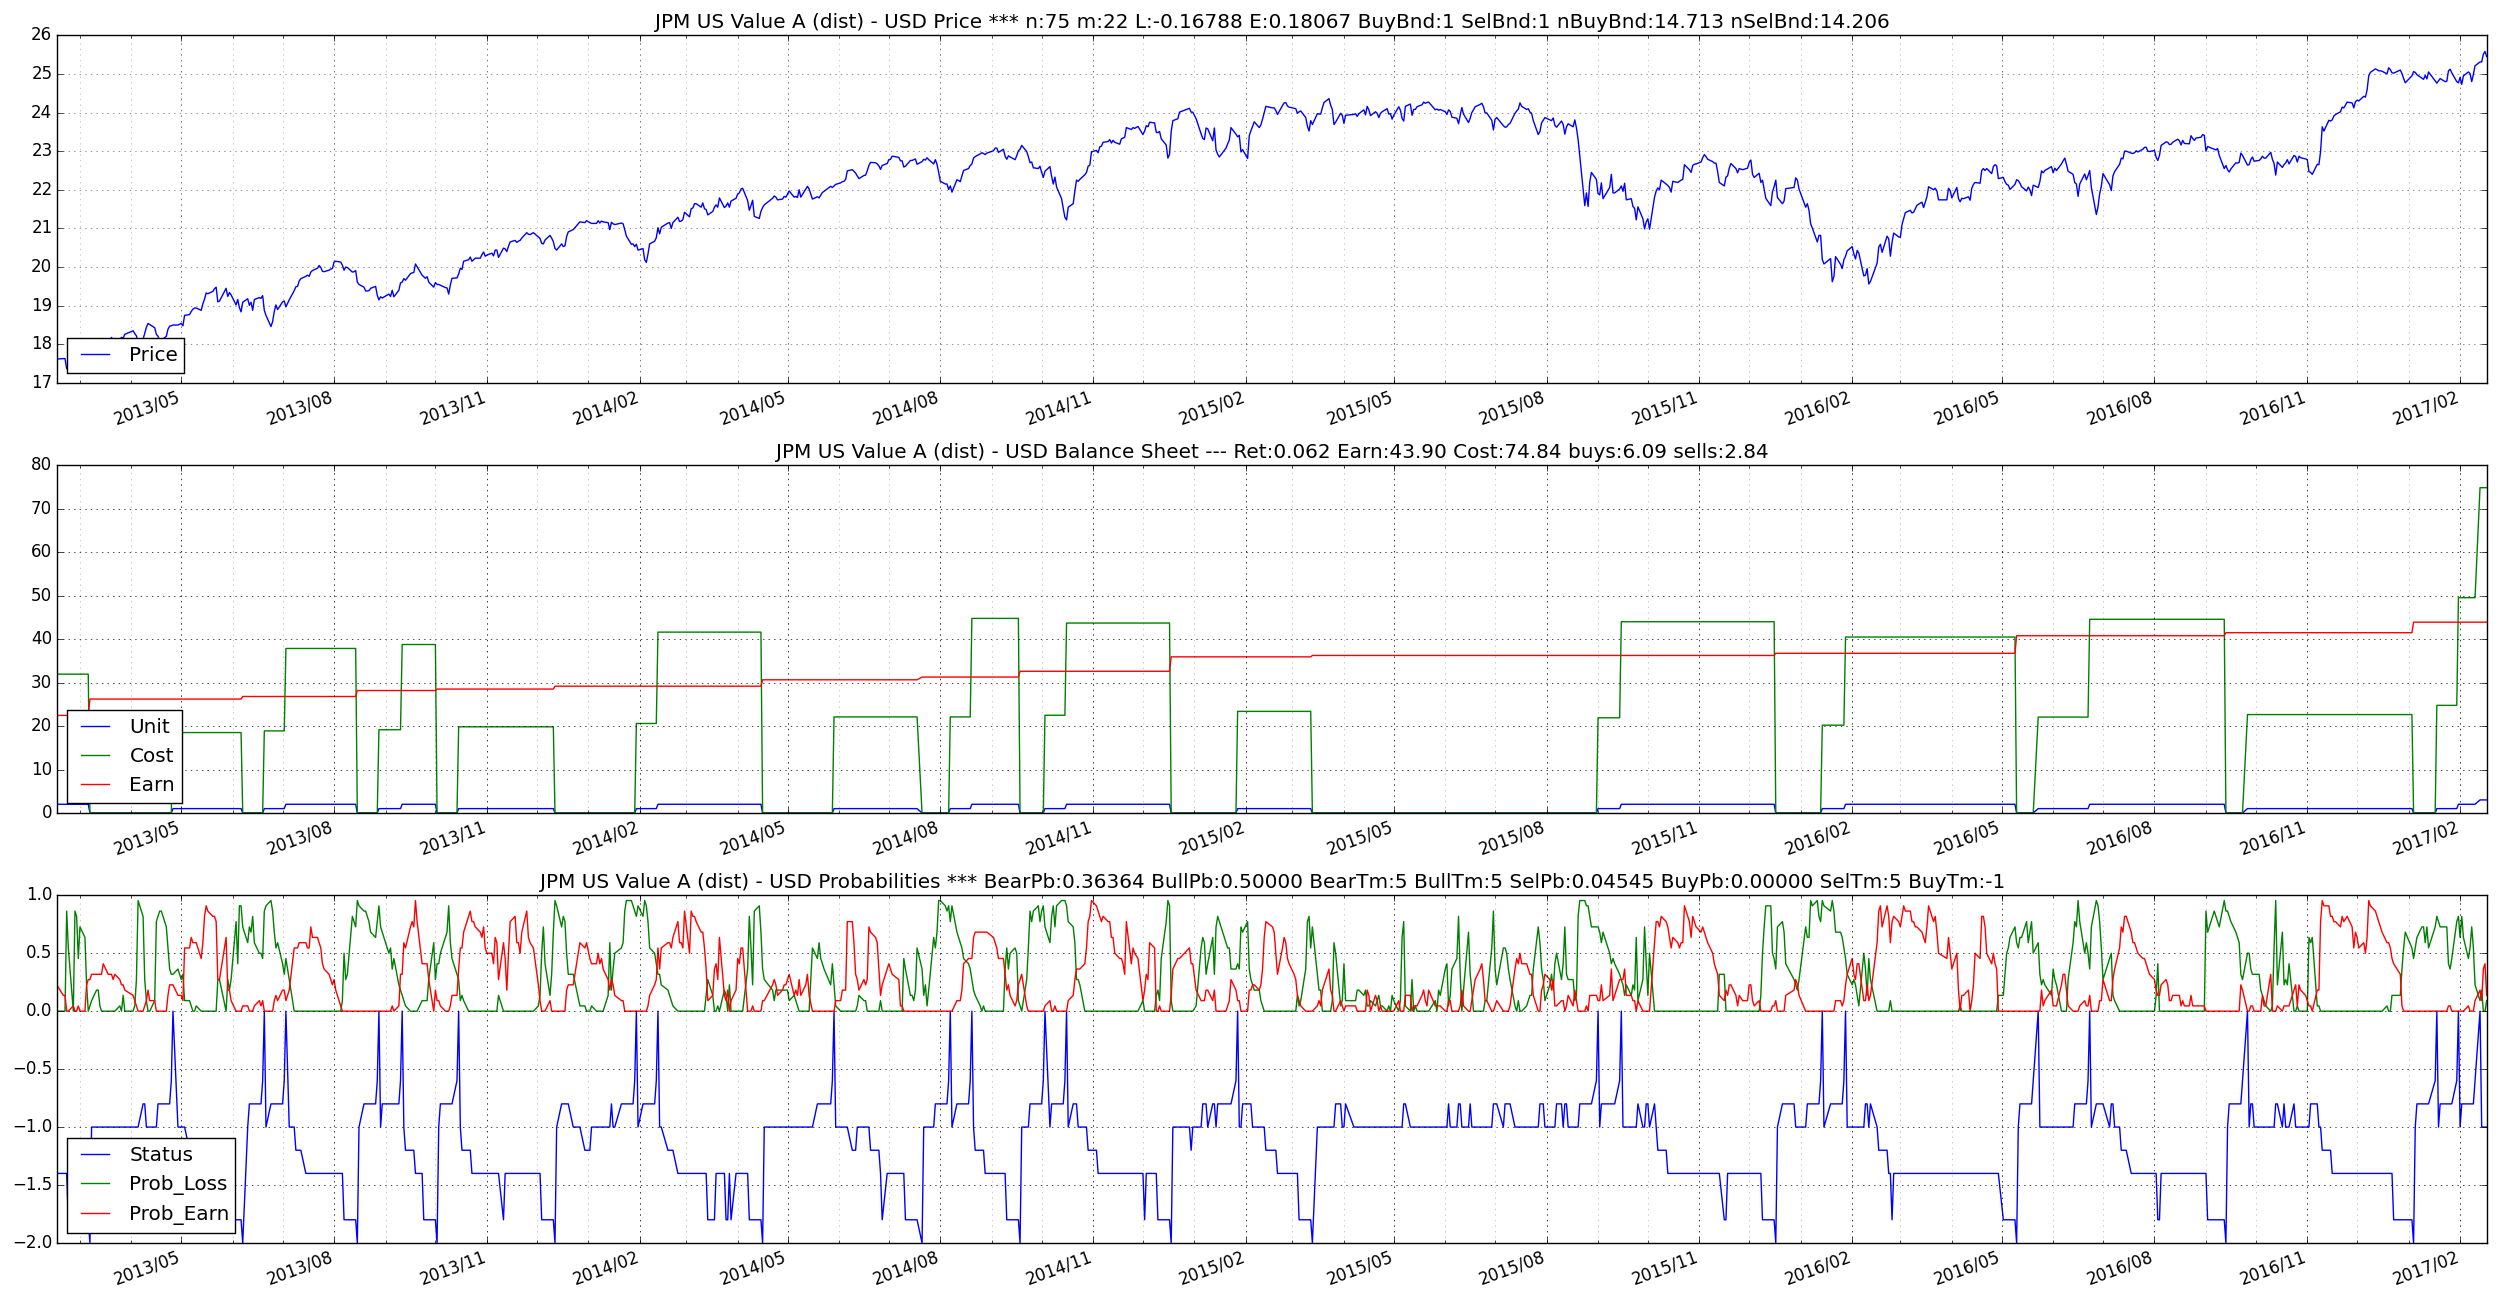 JPM US Value A (dist) - USD Price *** n:75 m:22 L:-0.16788 E:0.18067 BuyBnd:1 SelBnd:1 nBuyBnd:14.713 nSelBnd:14.206
26
25
24
23
22
21
20
19
18
17
Price
2013/05 2013/08 2013/11 2014/02 2014/05 2014/08 2014/11 2015/02 2015/05 2015/08 2015/11 2016/02 2016/05 2016/08 2016/11 2017/02
JPM US Value A (dist) - USD Balance Sheet --- Ret:0.062 Earn:43.90 Cost:74.84 buys:6.09 sells:2.84
80
70
60
50
40
30
20
10
0
Unit
Cost
Earn
2013/05 2013/08 2013/11 2014/02 2014/05 2014/08 2014/11 2015/02 2015/05 2015/08 2015/11 2016/02 2016/05 2016/08 2016/11 2017/02
JPM US Value A (dist) - USD Probabilities *** BearPb:0.36364 BullPb:0.50000 BearTm:5 BullTm:5 SelPb:0.04545 BuyPb:0.00000 SelTm:5 BuyTm:-1
1.0
0.5
0.0
−0.5
−1.0
−1.5
−2.0
Status
Prob_Loss
Prob_Earn
2013/05 2013/08 2013/11 2014/02 2014/05 2014/08 2014/11 2015/02 2015/05 2015/08 2015/11 2016/02 2016/05 2016/08 2016/11 2017/02